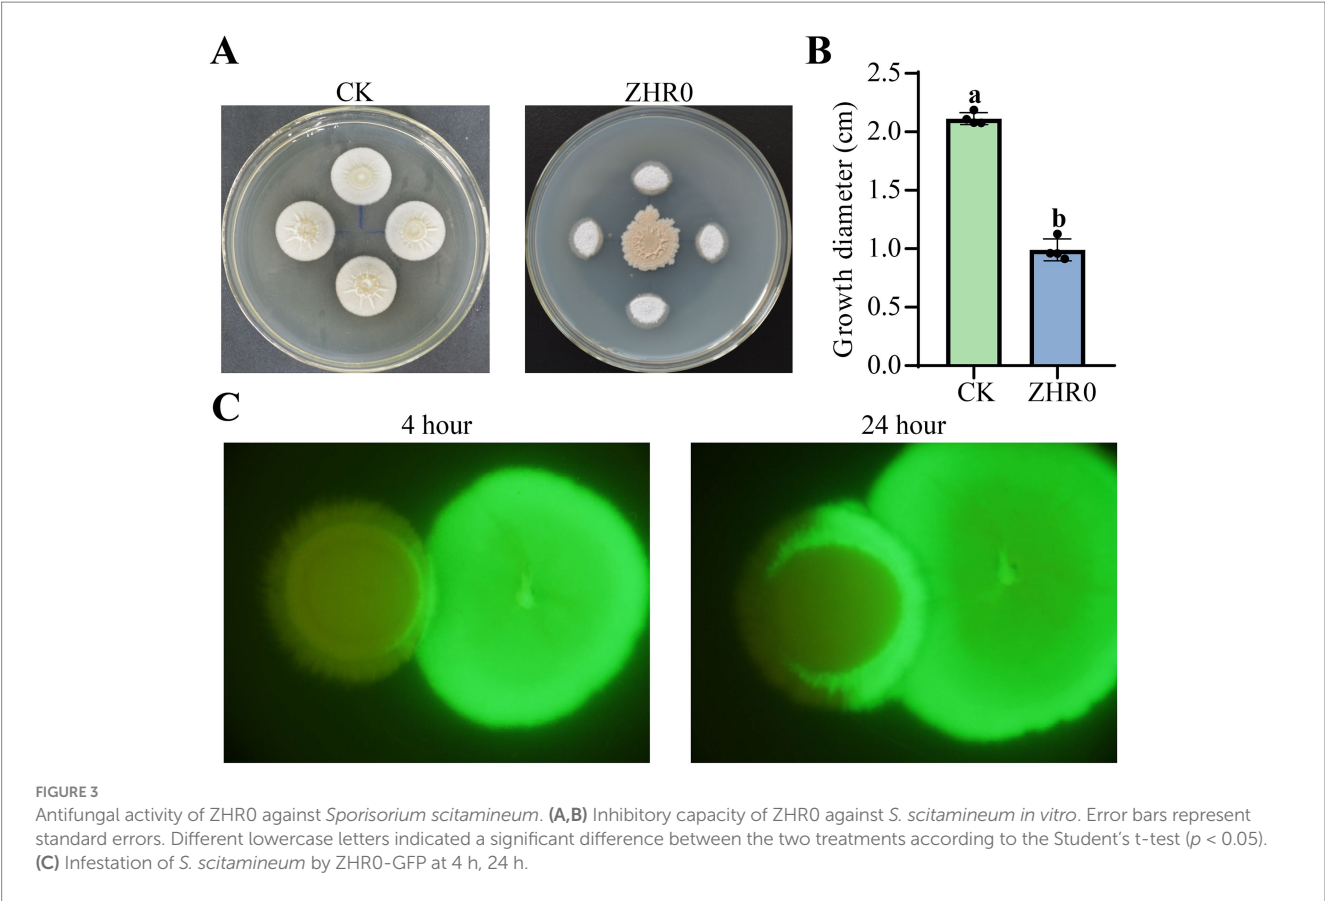 A
CK
ZHR0
B
Growth diameter (cm)
2.5
2.0
1.5
1.0
0.5
0.0
a
b
CK
ZHR0
C
4 hour
24 hour
FIGURE 3
Antifungal activity of ZHR0 against Sporisorium scitamineum. (A,B) Inhibitory capacity of ZHR0 against S. scitamineum in vitro. Error bars represent
standard errors. Different lowercase letters indicated a significant difference between the two treatments according to the Student's t-test (p < 0.05).
(C) Infestation of S. scitamineum by ZHR0-GFP at 4 h, 24 h.